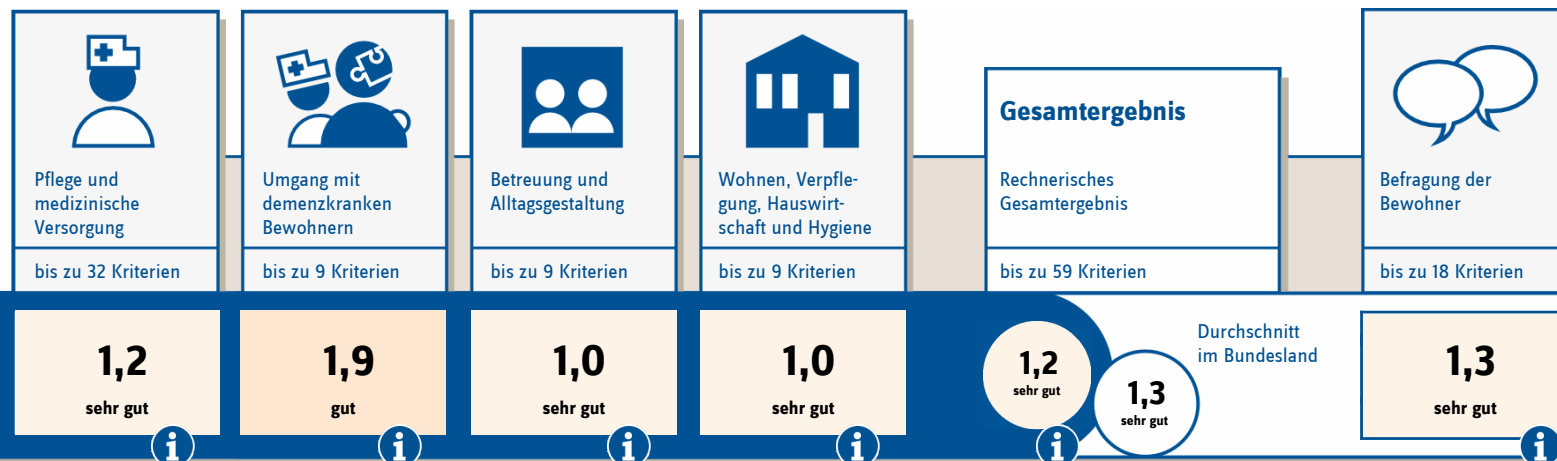 Pflege und
medizinische
Versorgung
bis zu 32 Kriterien
1,2
sehr gut
i
Umgang mit
demenzkranken
Bewohnern
bis zu 9 Kriterien
1,9
gut
i
Betreuung und
Alltagsgestaltung
bis zu 9 Kriterien
1,0
sehr gut
i
Wohnen, Verpfle-
gung, Hauswirt-
schaft und Hygiene
bis zu 9 Kriterien
1,0
sehr gut
i
Gesamtergebnis
Rechnerisches
Gesamtergebnis
bis zu 59 Kriterien
1,2
sehr gut
i
Durchschnitt
im Bundesland
1,3
sehr gut
Befragung der
Bewohner
bis zu 18 Kriterien
1,3
sehr gut
i